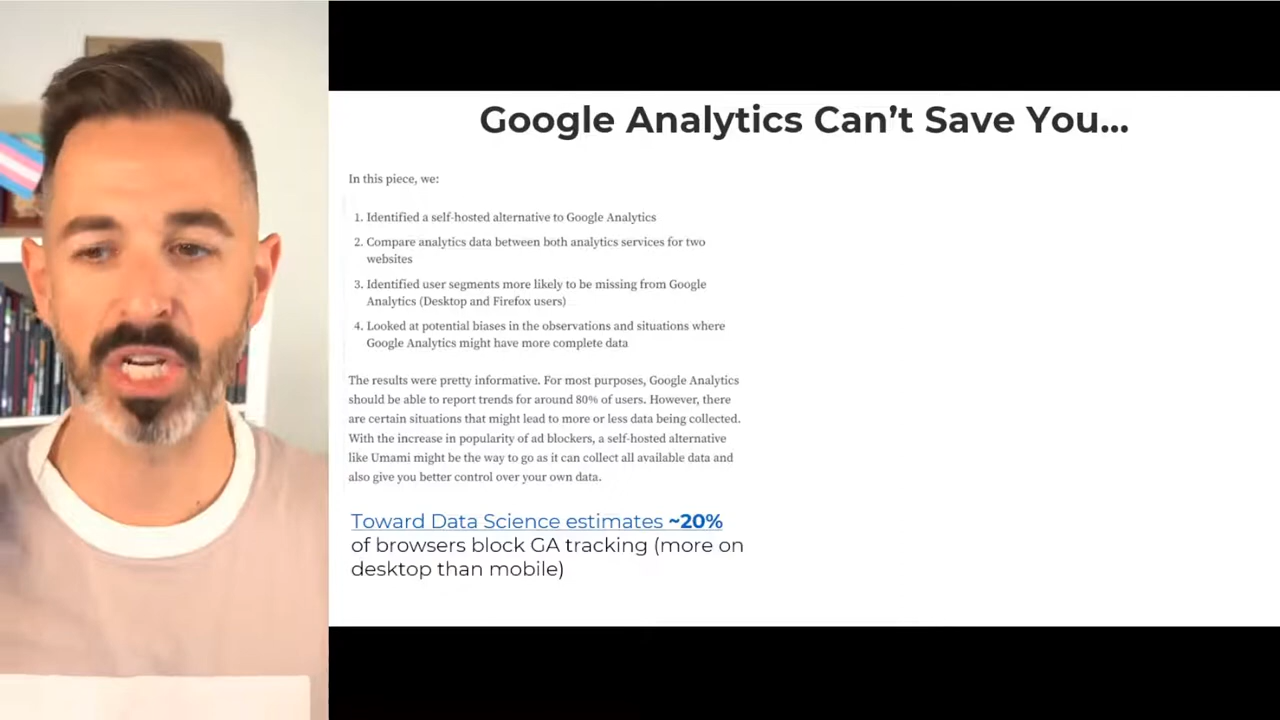 Google Analytics Can’t Save You...
In this piece, we:
1. Identified a self-hosted alternative to Google Analytics
2. Compare analytics data between both analytics services for two
websites
3. Identified user segments more likely to be missing from Google
Analytics (Desktop and Firefox users)
4. Looked at potential biases in the observations and situations where
Google Analytics might have more complete data
The results were pretty informative. For most purposes, Google Analytics
should be able to report trends for around 80% of users. However, there
are certain situations that might lead to more or less data being collected.
With the increase in popularity of ad blockers, a self-hosted alternative
like Umami might be the way to go as it can collect all available data and
also give you better control over your own data.
Toward Data Science estimates ~20%
of browsers block GA tracking (more on
desktop than mobile)